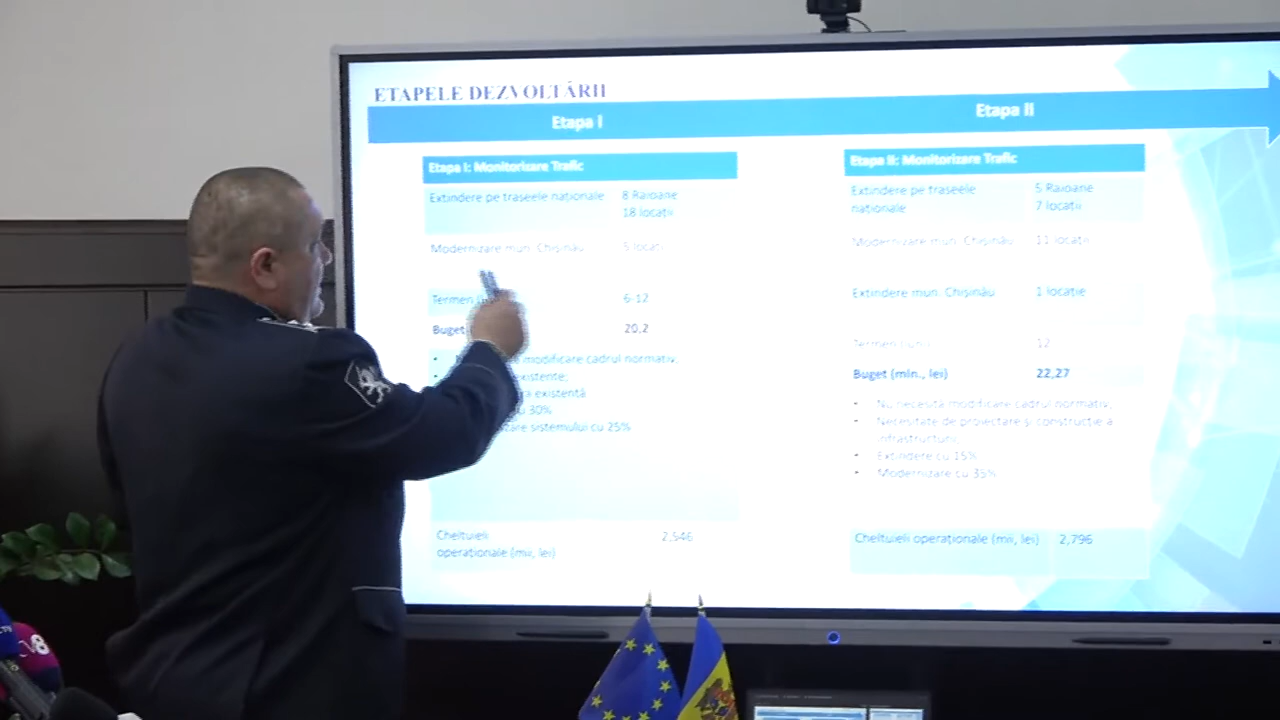 ETAPELE DEZVOLTĂRII
Etapa I
Etapa II
Etapa I: Monitorizare Trafic
Extindere pe traseele naționale 8 Raioane
18 locații
Modernizare mun. Chișinău 5 locații
Termen 6-12
Buget 20,2
modificare cadrul normativ;
existente;
existentă
30%
sistemului cu 25%
Cheltuieli 2,546
operaționale (mii, lei)
Etapa II: Monitorizare Trafic
Extindere pe traseele 5 Raioane
naționale 7 locații
Modernizare mun. Chișinău 11 locații
Extindere mun. Chișinău 1 locație
Termen (luni) 12
Buget (mln., lei) 22,27
Nu necesită modificare cadrul normativ;
Necesitate de proiectare și construcție a
infrastructurii;
Extindere cu 15%
Modernizare cu 35%
Cheltuieli operaționale (mii, lei) 2,796
TV8